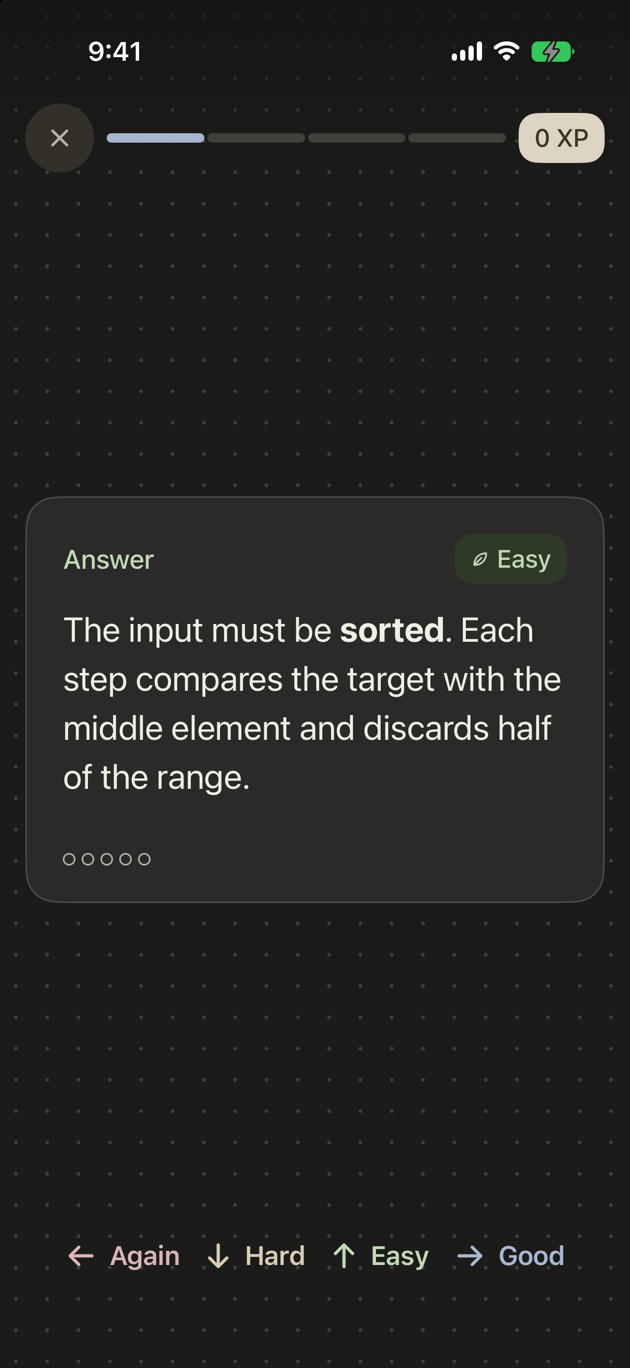 9:41
0 XP
Answer
Easy
The input must be sorted. Each
step compares the target with the
middle element and discards half
of the range.
Again Hard Easy Good